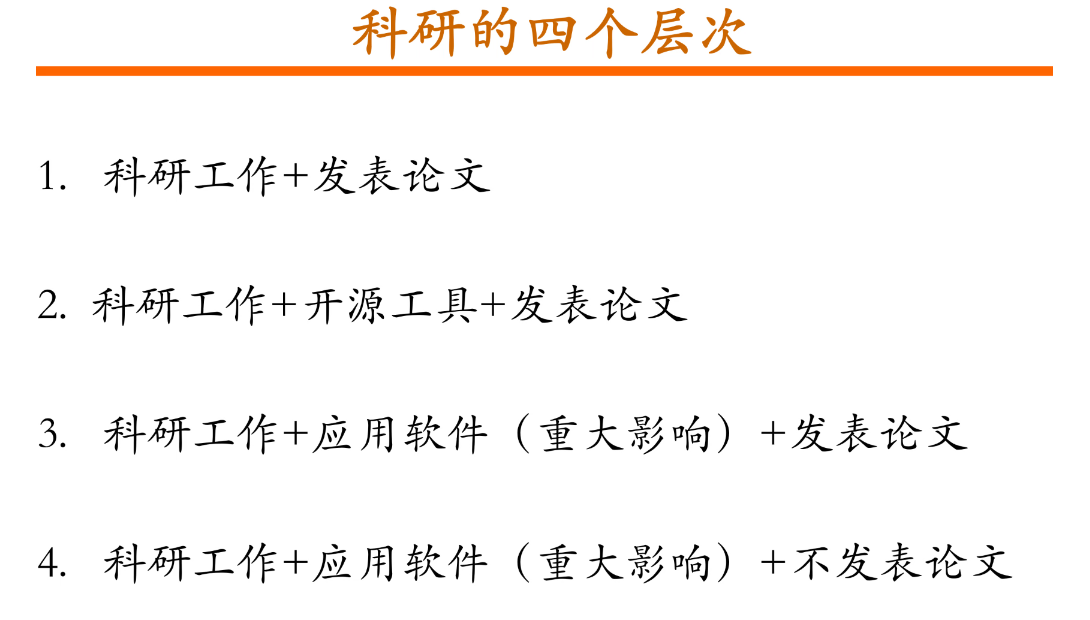 科研的四个层次
1. 科研工作+发表论文
2. 科研工作+开源工具+发表论文
3. 科研工作+应用软件（重大影响）+发表论文
4. 科研工作+应用软件（重大影响）+不发表论文